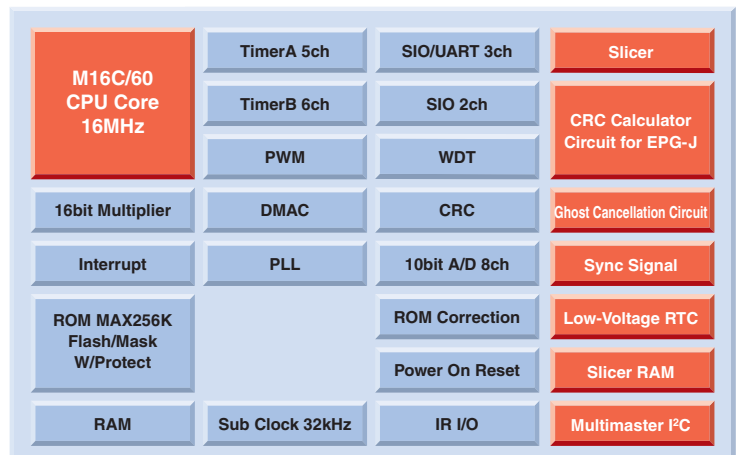 M16C/60
CPU Core
16MHz
16bit Multiplier
Interrupt
ROM MAX256K
Flash/Mask
W/Protect
RAM
TimerA 5ch
TimerB 6ch
PWM
DMAC
PLL
Sub Clock 32kHz
SIO/UART 3ch
SIO 2ch
WDT
CRC
10bit A/D 8ch
ROM Correction
Power On Reset
IR I/O
Slicer
CRC Calculator
Circuit for EPG-J
Ghost Cancellation Circuit
Sync Signal
Low-Voltage RTC
Slicer RAM
Multimaster I²C